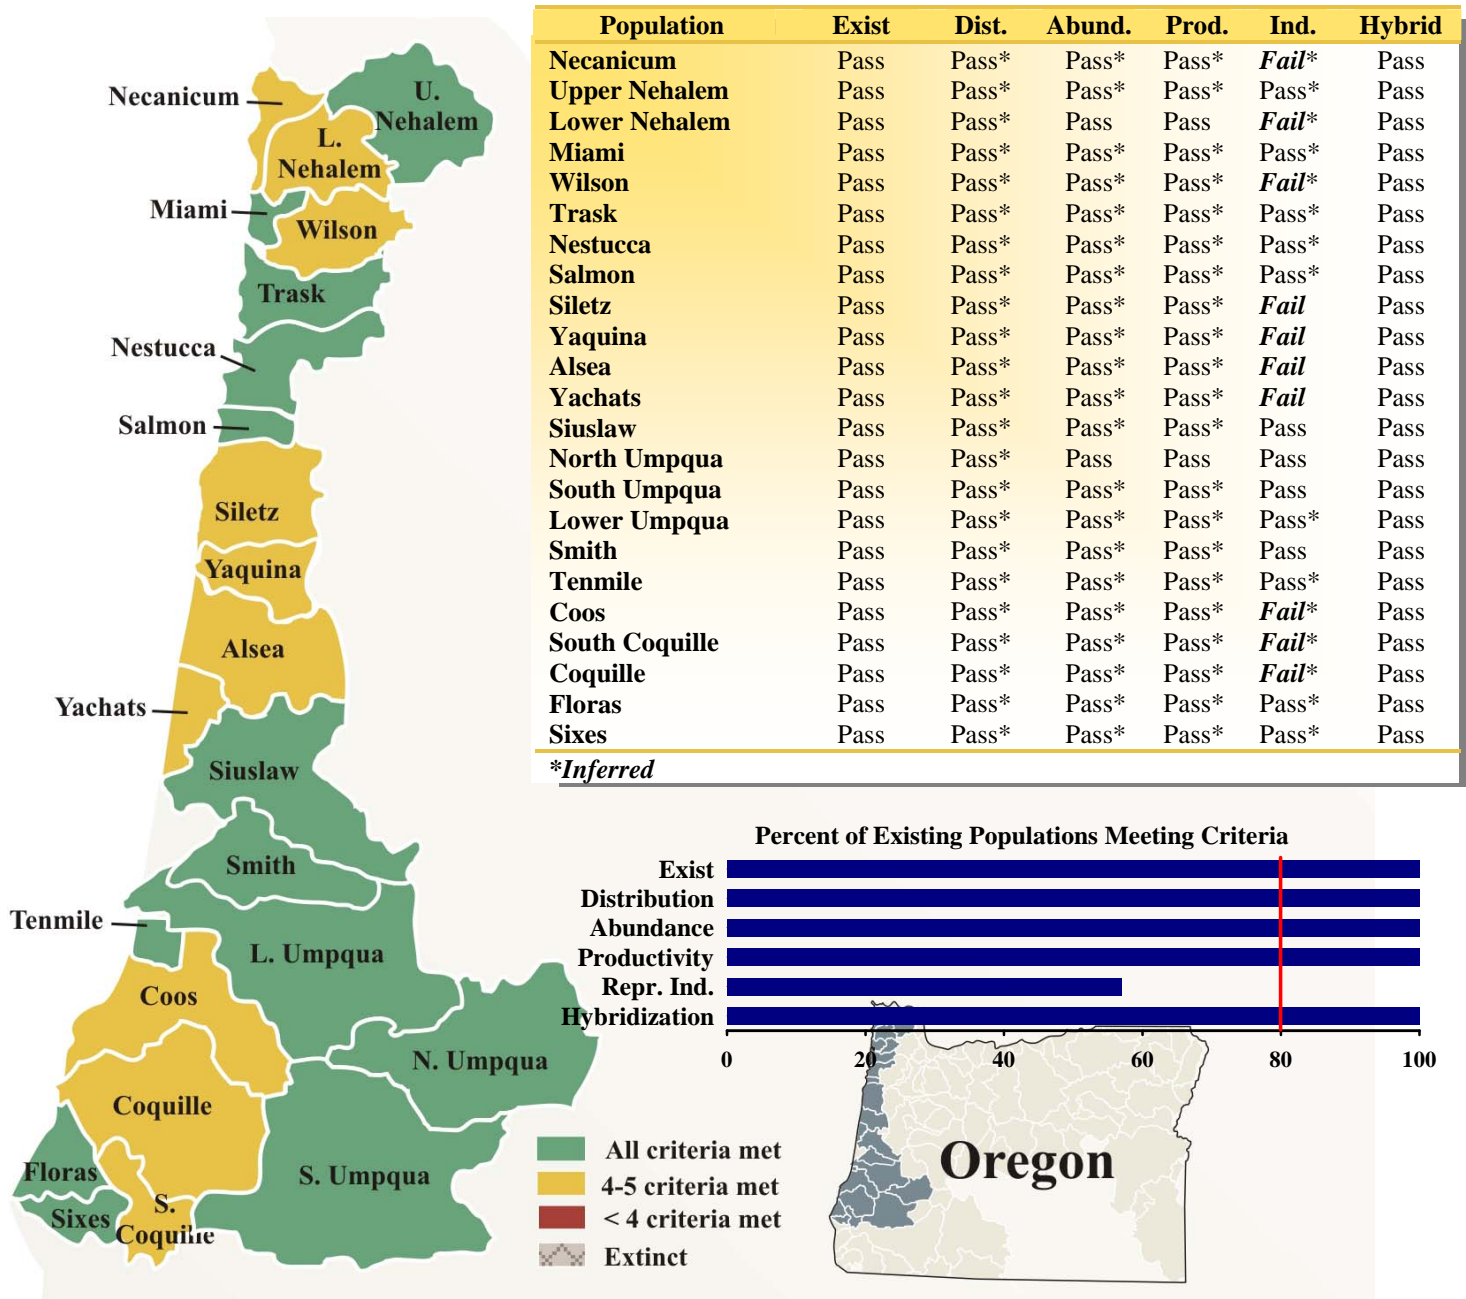 Population Exist Dist. Abund. Prod. Ind. Hybrid
Necanicum Pass Pass* Pass* Pass* Fail* Pass
Upper Nehalem Pass Pass* Pass* Pass* Pass* Pass
Lower Nehalem Pass Pass* Pass Pass Fail* Pass
Miami Pass Pass* Pass* Pass* Pass* Pass
Wilson Pass Pass* Pass* Pass* Fail* Pass
Trask Pass Pass* Pass* Pass* Pass* Pass
Nestucca Pass Pass* Pass* Pass* Pass* Pass
Salmon Pass Pass* Pass* Pass* Pass* Pass
Siletz Pass Pass* Pass* Pass* Fail Pass
Yaquina Pass Pass* Pass* Pass* Fail Pass
Alsea Pass Pass* Pass* Pass* Fail Pass
Yachats Pass Pass* Pass* Pass* Fail Pass
Siuslaw Pass Pass* Pass* Pass* Pass Pass
North Umpqua Pass Pass* Pass Pass Pass Pass
South Umpqua Pass Pass* Pass* Pass* Pass Pass
Lower Umpqua Pass Pass* Pass* Pass* Pass* Pass
Smith Pass Pass* Pass* Pass* Pass Pass
Tenmile Pass Pass* Pass* Pass* Pass* Pass
Coos Pass Pass* Pass* Pass* Fail* Pass
South Coquille Pass Pass* Pass* Pass* Fail* Pass
Coquille Pass Pass* Pass* Pass* Fail* Pass
Floras Pass Pass* Pass* Pass* Pass* Pass
Sixes Pass Pass* Pass* Pass* Pass* Pass
*Inferred
Necanicum
U.
Nehalem
L.
Nehalem
Miami
Wilson
Trask
Nestucca
Salmon
Siletz
Yaquina
Alsea
Yachats
Siuslaw
Smith
Tenmile
L. Umpqua
Coos
N. Umpqua
Coquille
Floras
S. Umpqua
Sixes
S.
Coquille
Percent of Existing Populations Meeting Criteria
Exist
Distribution
Abundance
Productivity
Repr. Ind.
Hybridization
0 20 40 60 80 100
All criteria met
4-5 criteria met
< 4 criteria met
Extinct
Oregon